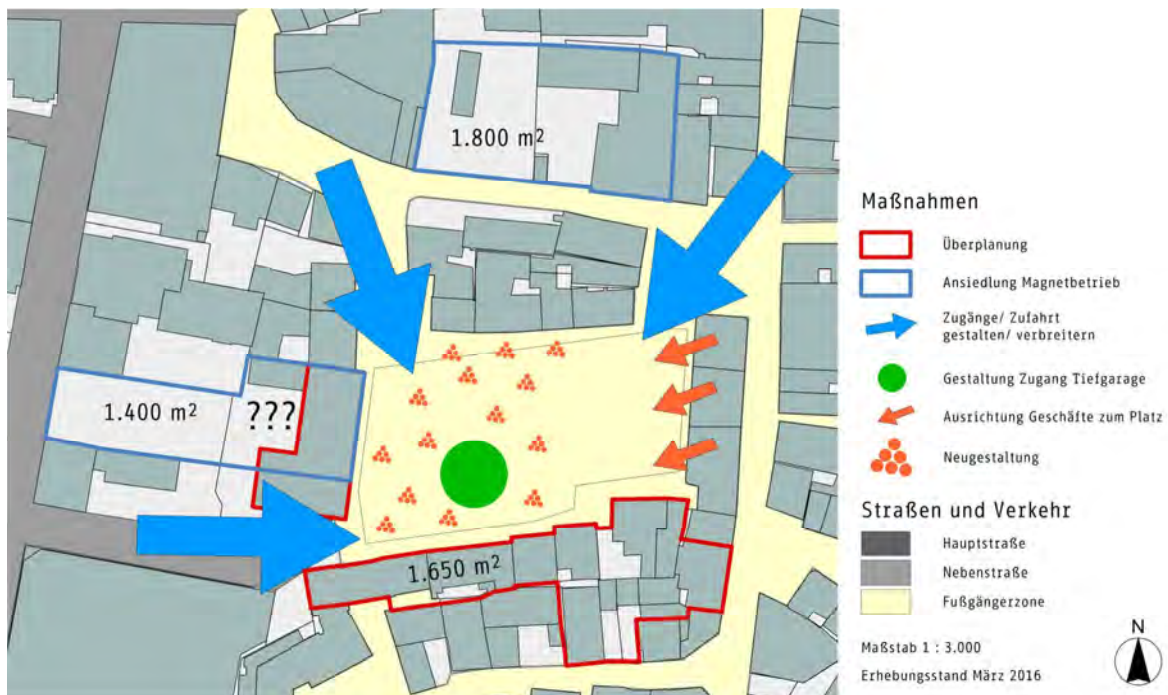 1.800 m²
1.400 m²
???
1.650 m²
Maßnahmen
Überplanung
Ansiedlung Magnetbetrieb
Zugänge/ Zufahrt
gestalten/ verbreitern
Gestaltung Zugang Tiefgarage
Ausrichtung Geschäfte zum Platz
Neugestaltung
Straßen und Verkehr
Hauptstraße
Nebenstraße
Fußgängerzone
Maßstab 1 : 3.000
Erhebungsstand März 2016
N